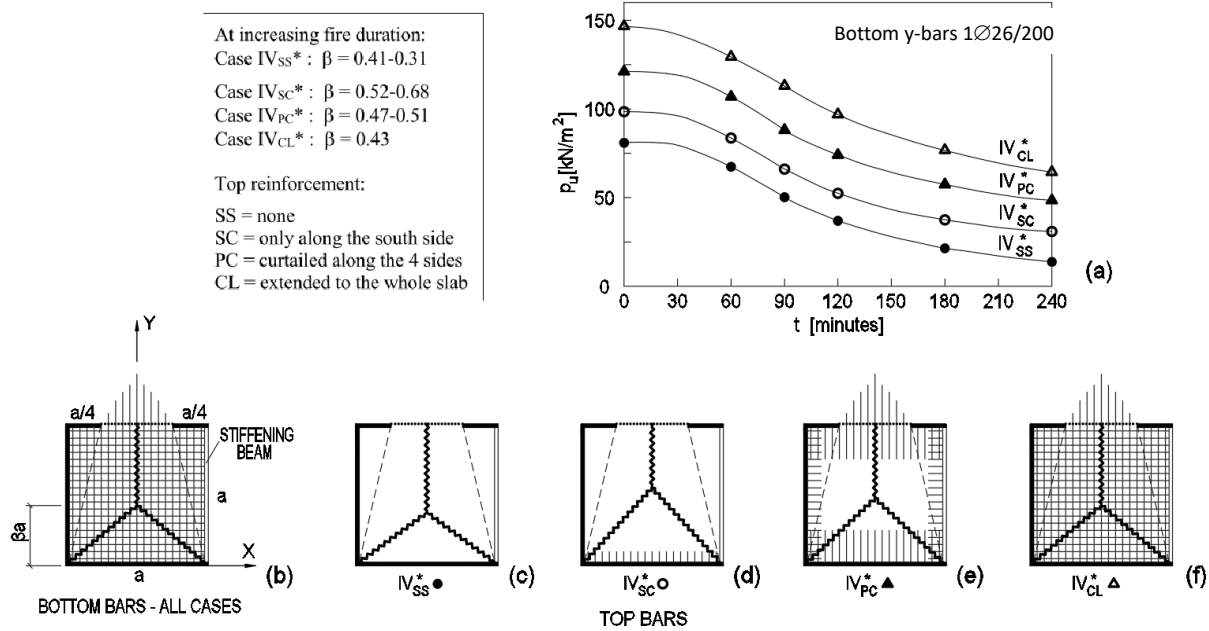 At increasing fire duration:
Case IVSS* : β = 0.41-0.31
Case IVSC* : β = 0.52-0.68
Case IVPC* : β = 0.47-0.51
Case IVCL* : β = 0.43
Top reinforcement:
SS = none
SC = only along the south side
PC = curtailed along the 4 sides
CL = extended to the whole slab
Bottom y-bars 1∅26/200
pu[kN/m²]
150
100
50
0
IV*CL
IV*PC
IV*SC
IV*SS
(a)
0 30 60 90 120 150 180 210 240
t [minutes]
Y
a/4 a/4
STIFFENING
BEAM
a
βa
X
a
(b)
(c)
(d)
(e)
(f)
IV*SS
IV*SC
IV*PC
IV*CL
BOTTOM BARS - ALL CASES
TOP BARS